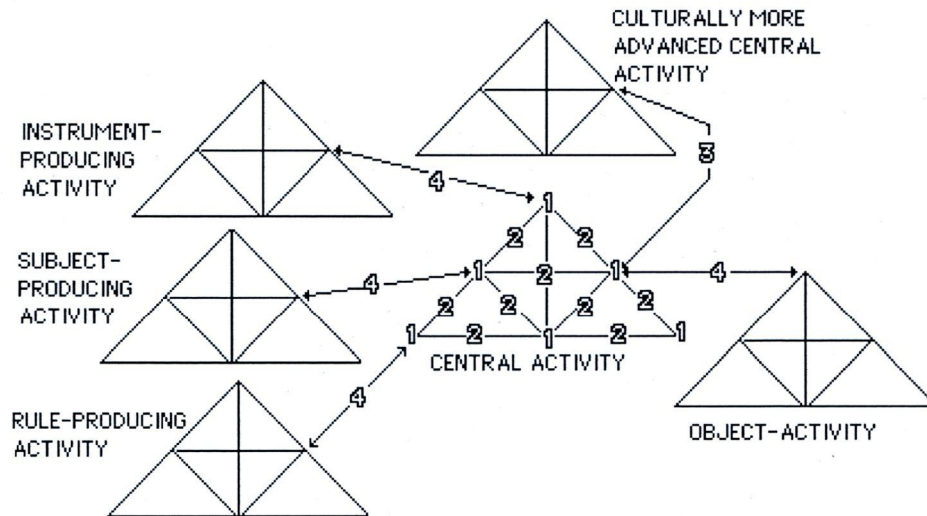 CULTURALLY MORE
ADVANCED CENTRAL
ACTIVITY
INSTRUMENT-
PRODUCING
ACTIVITY
3
4
1
2 2
SUBJECT-
PRODUCING
ACTIVITY
4
1 2 1
4
2 2 2 2
1 2 1 2 1
CENTRAL ACTIVITY
4
RULE-PRODUCING
ACTIVITY
OBJECT-ACTIVITY